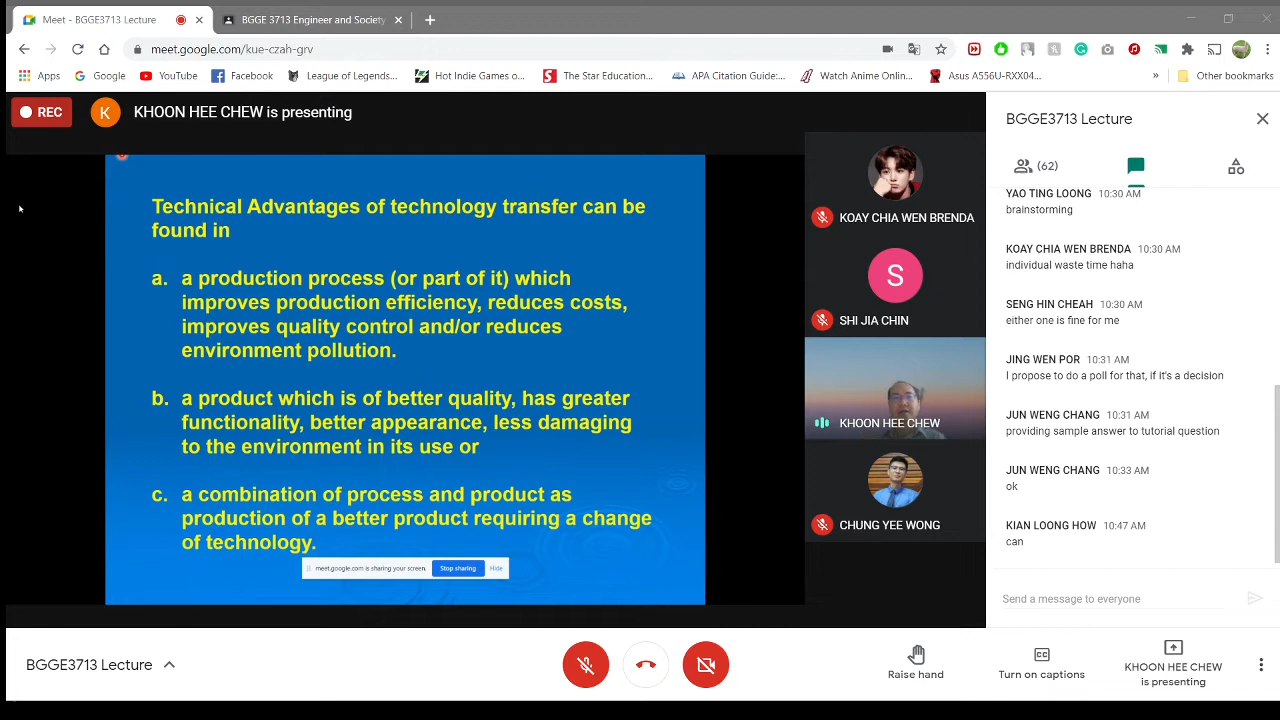 Meet - BGGE3713 Lecture
BGGE 3713 Engineer and Society
meet.google.com/kue-czah-grv
Apps
Google
YouTube
Facebook
League of Legends...
Hot Indie Games o...
The Star Education...
APA Citation Guide:...
Watch Anime Onlin...
Asus A556U-RXX04...
»
Other bookmarks
REC
K
KHOON HEE CHEW is presenting
Technical Advantages of technology transfer can be
found in
a. a production process (or part of it) which
improves production efficiency, reduces costs,
improves quality control and/or reduces
environment pollution.
b. a product which is of better quality, has greater
functionality, better appearance, less damaging
to the environment in its use or
c. a combination of process and product as
production of a better product requiring a change
of technology.
meet.google.com is sharing your screen.
Stop sharing
Hide
KOAY CHIA WEN BRENDA
S
SHI JIA CHIN
KHOON HEE CHEW
CHUNG YEE WONG
BGGE3713 Lecture
(62)
YAO TING LOONG 10:30 AM
brainstorming
KOAY CHIA WEN BRENDA 10:30 AM
individual waste time haha
SENG HIN CHEAH 10:30 AM
either one is fine for me
JING WEN POR 10:31 AM
I propose to do a poll for that, if it's a decision
JUN WENG CHANG 10:31 AM
providing sample answer to tutorial question
JUN WENG CHANG 10:33 AM
ok
KIAN LOONG HOW 10:47 AM
can
Send a message to everyone
BGGE3713 Lecture
Raise hand
Turn on captions
KHOON HEE CHEW
is presenting